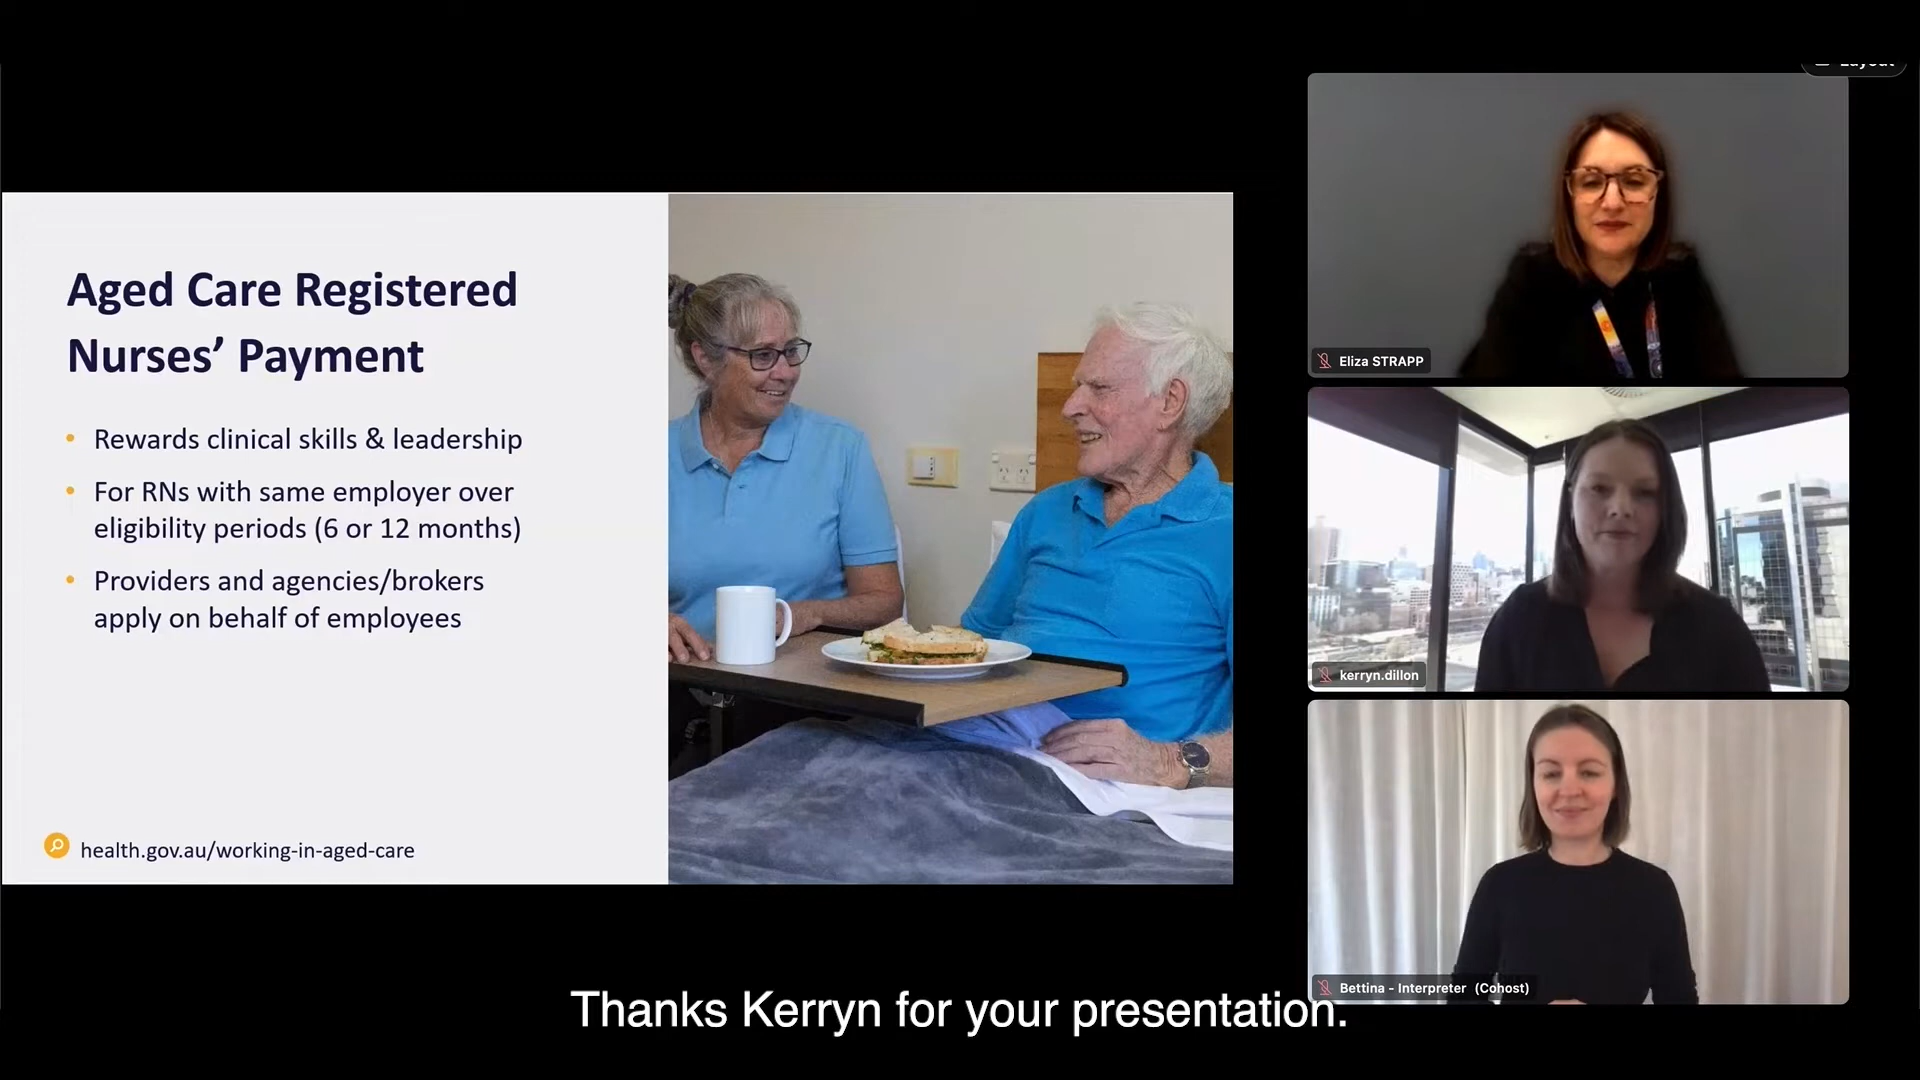 Layout
Aged Care Registered
Nurses’ Payment
• Rewards clinical skills & leadership
• For RNs with same employer over
eligibility periods (6 or 12 months)
• Providers and agencies/brokers
apply on behalf of employees
health.gov.au/working-in-aged-care
Eliza STRAPP
kerryn.dillon
Bettina - Interpreter (Cohost)
Thanks Kerryn for your presentation.